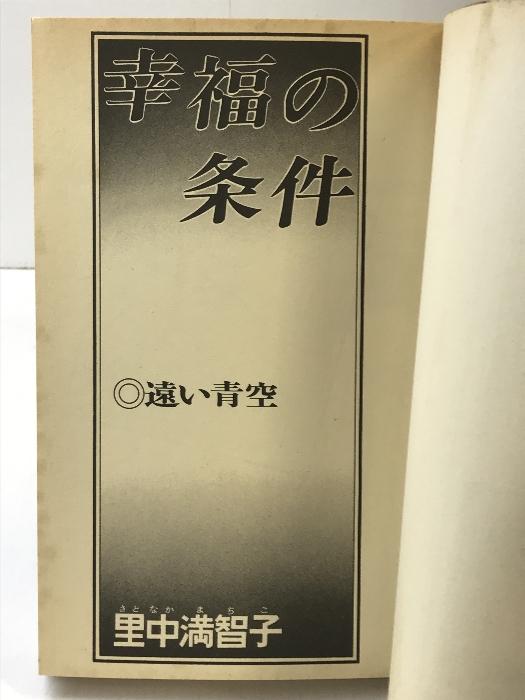 幸福の
条件
◎遠い青空
さとなかまちこ
里中満智子